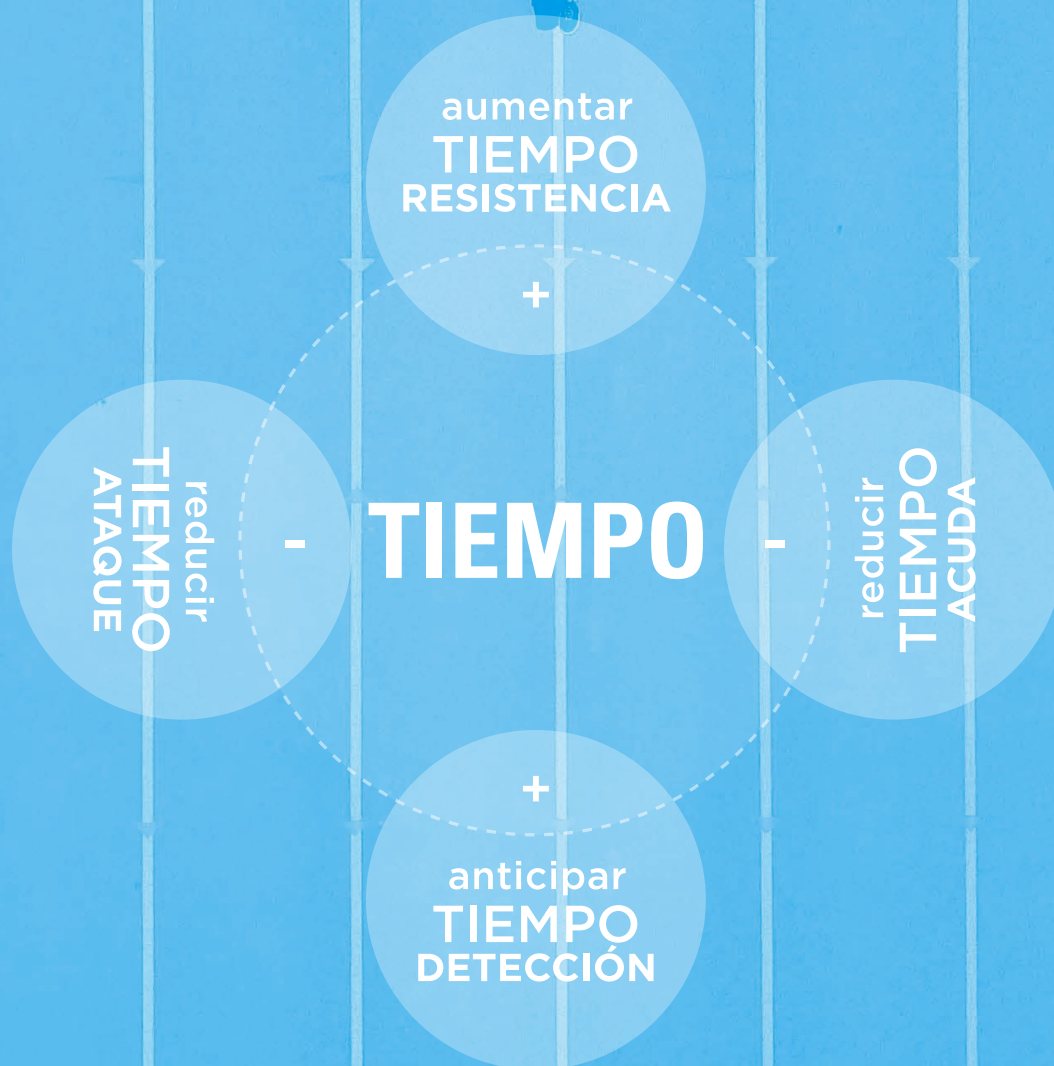 aumentar
TIEMPO
RESISTENCIA
+
reducir
TIEMPO
ATAQUE
-
TIEMPO
-
reducir
TIEMPO
ACUDA
+
anticipar
TIEMPO
DETECCIÓN